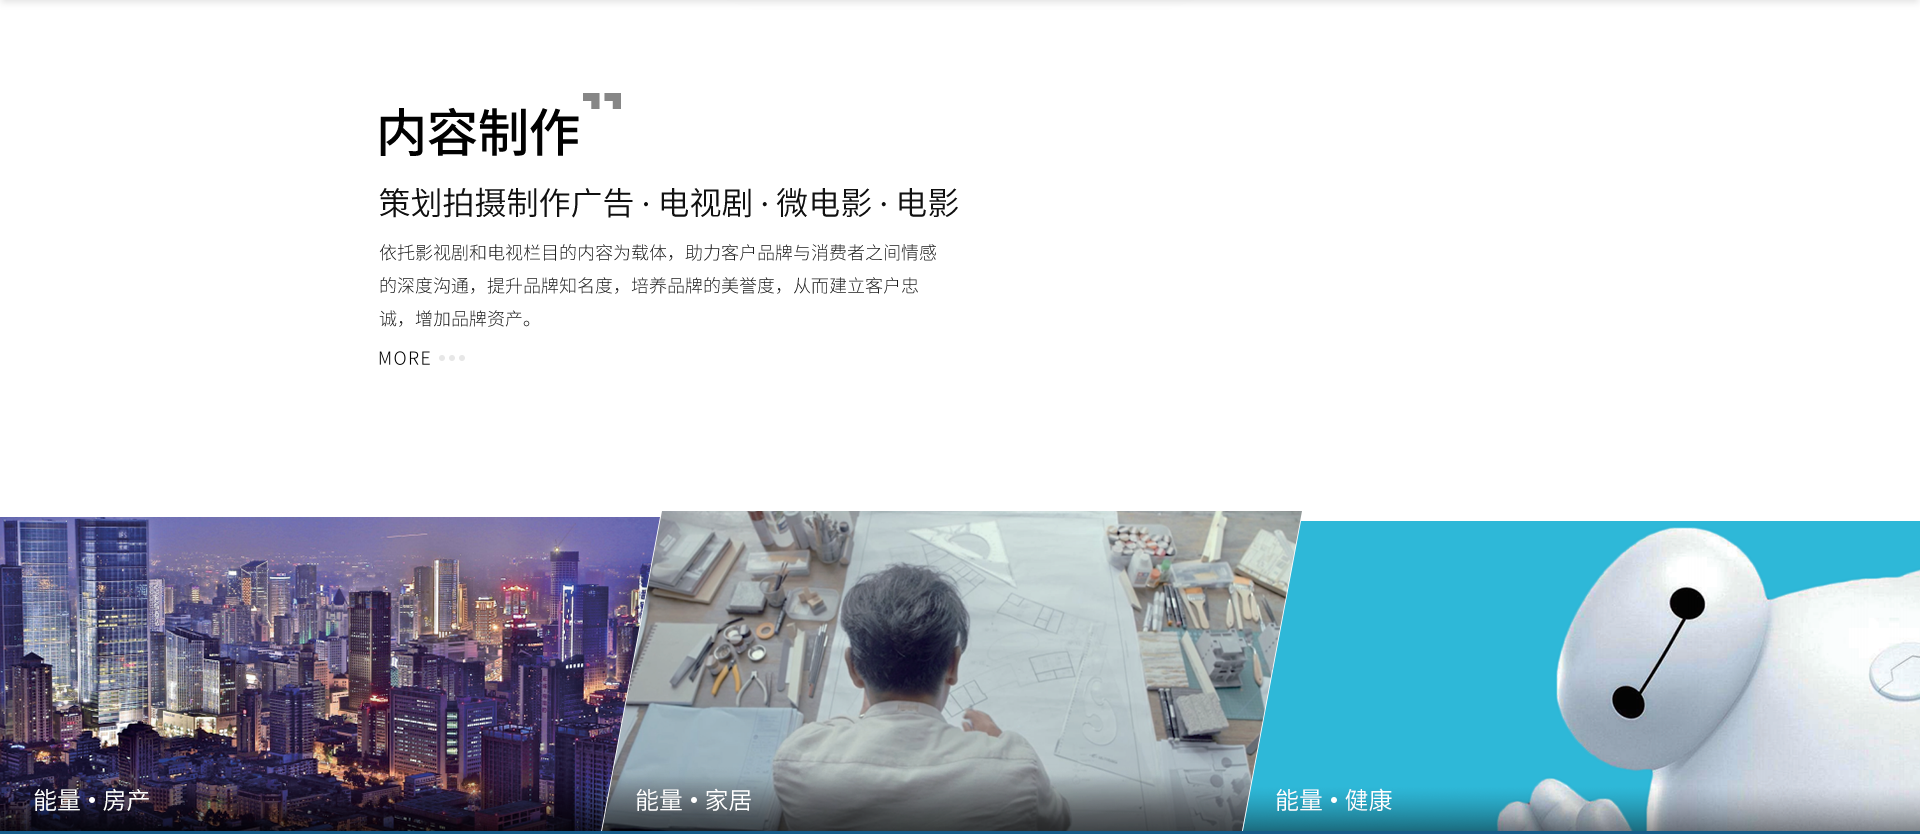 内容制作
策划拍摄制作广告 · 电视剧 · 微电影 · 电影
依托影视剧和电视栏目的内容为载体，助力客户品牌与消费者之间情感
的深度沟通，提升品牌知名度，培养品牌的美誉度，从而建立客户忠
诚，增加品牌资产。
MORE
能量 • 房产
能量 • 家居
能量 • 健康